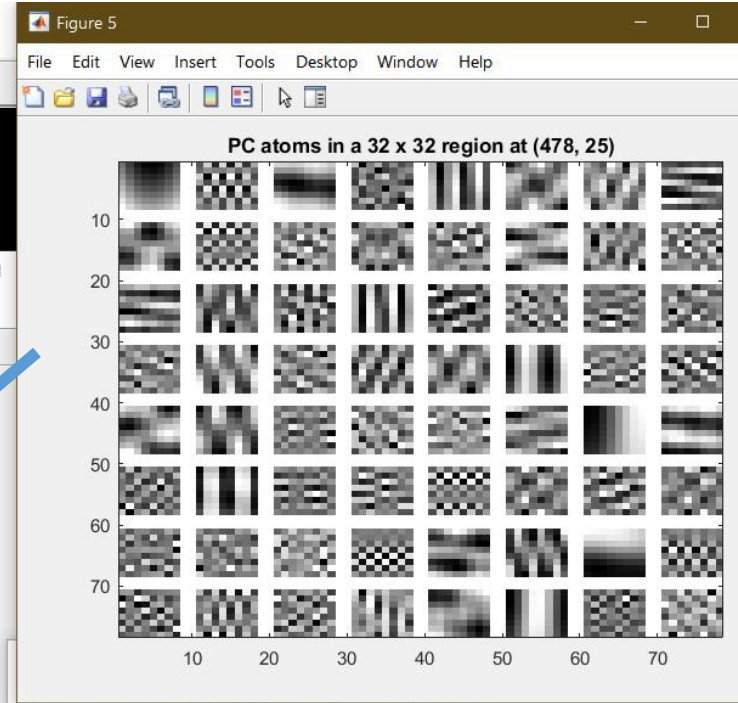 Figure 5
File Edit View Insert Tools Desktop Window Help
PC atoms in a 32 x 32 region at (478, 25)
10
20
30
40
50
60
70
10 20 30 40 50 60 70